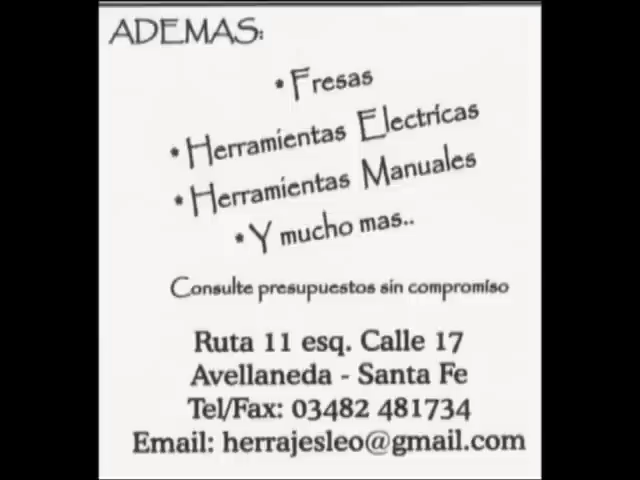 ADEMAS:
* Fresas
* Herramientas Electricas
* Herramientas Manuales
* Y mucho mas..
Consulte presupuestos sin compromiso
Ruta 11 esq. Calle 17
Avellaneda - Santa Fe
Tel/Fax: 03482 481734
Email: herrajesleo@gmail.com